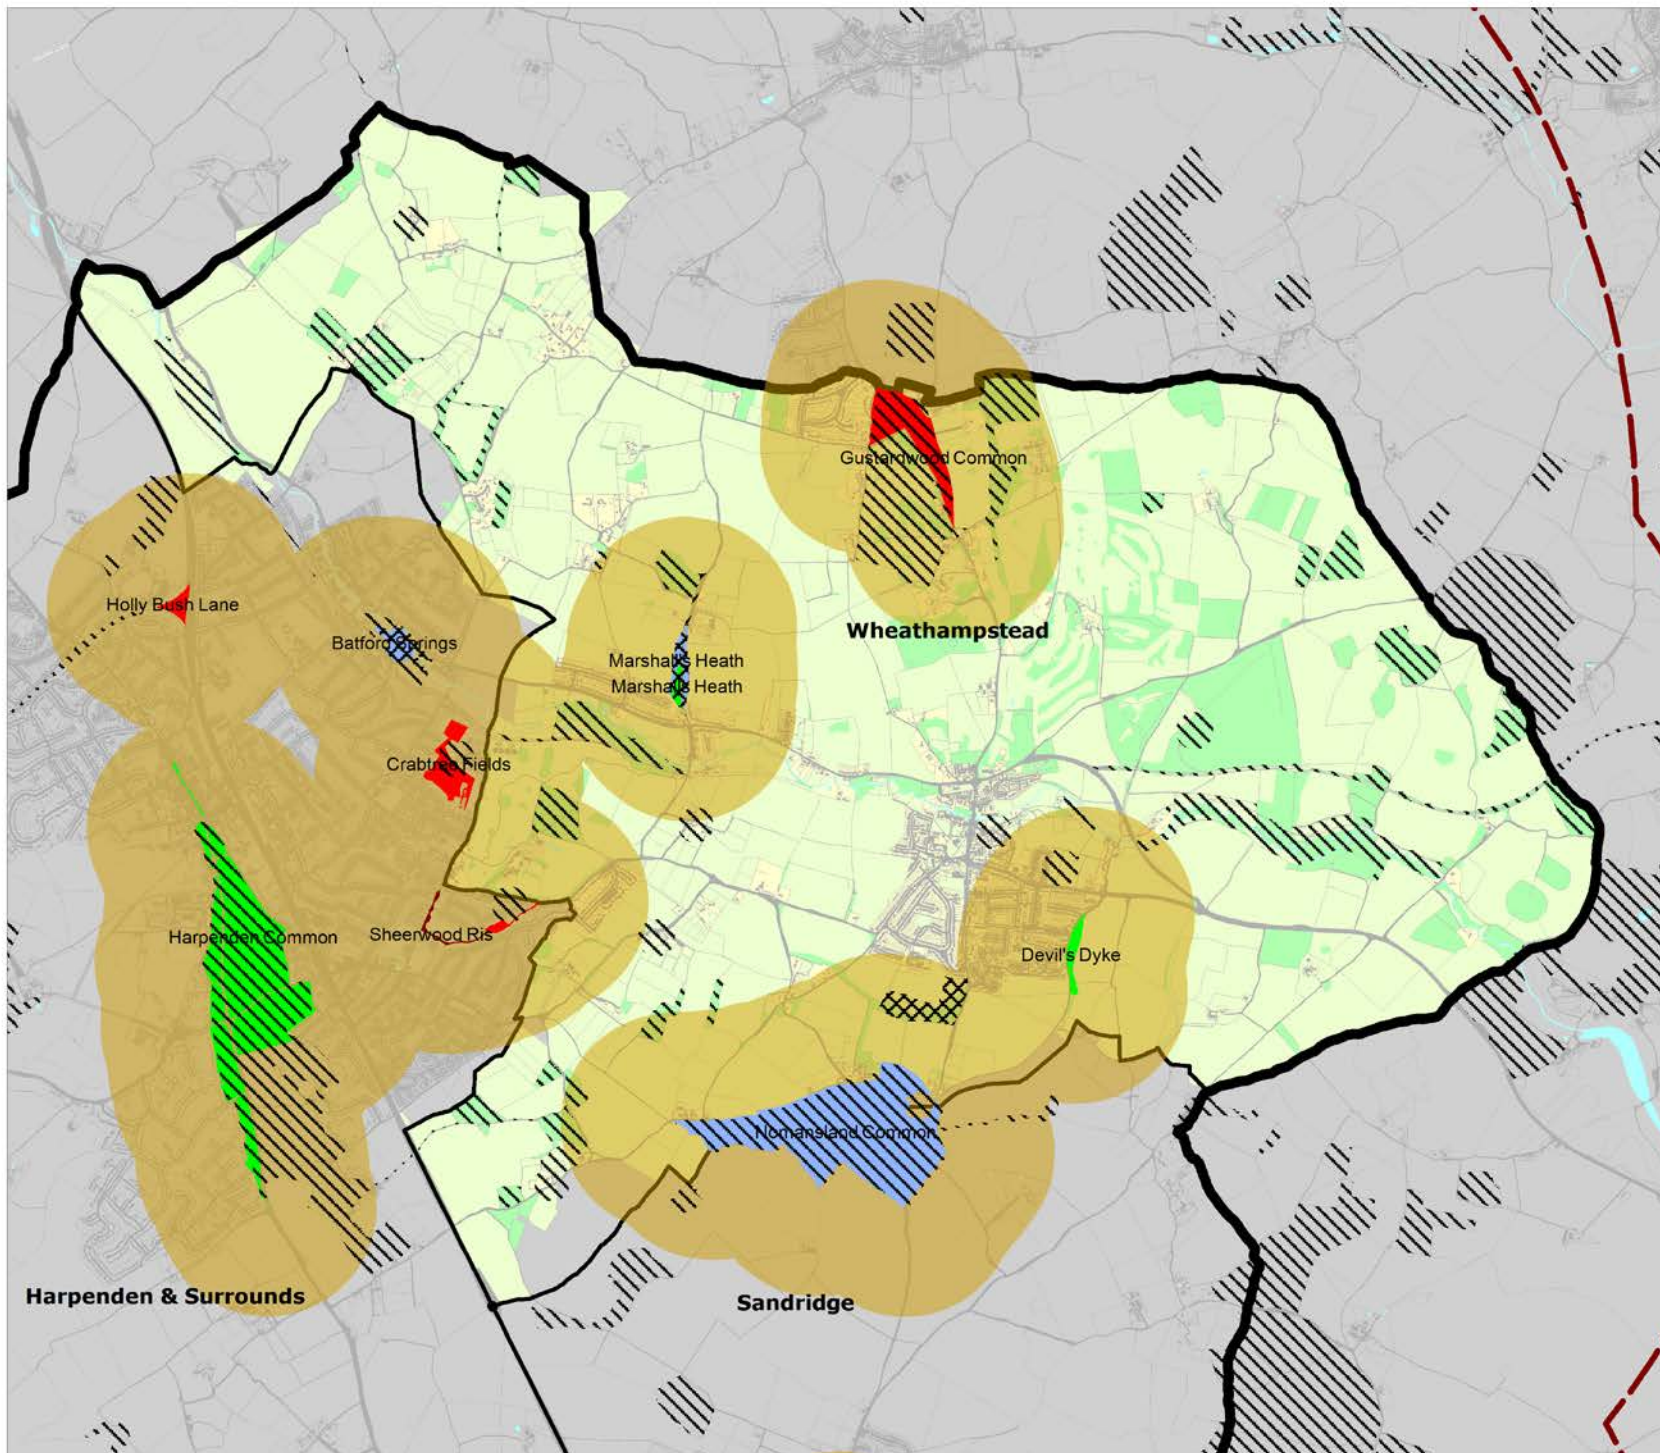 Gustardwood Common
Holly Bush Lane
Wheathampstead
Batford Springs
Marshalls Heath
Marshalls Heath
Crabtree Fields
Sheerwood Ris
Harpenden Common
Devil's Dyke
Nomansland Common
Harpenden & Surrounds
Sandridge